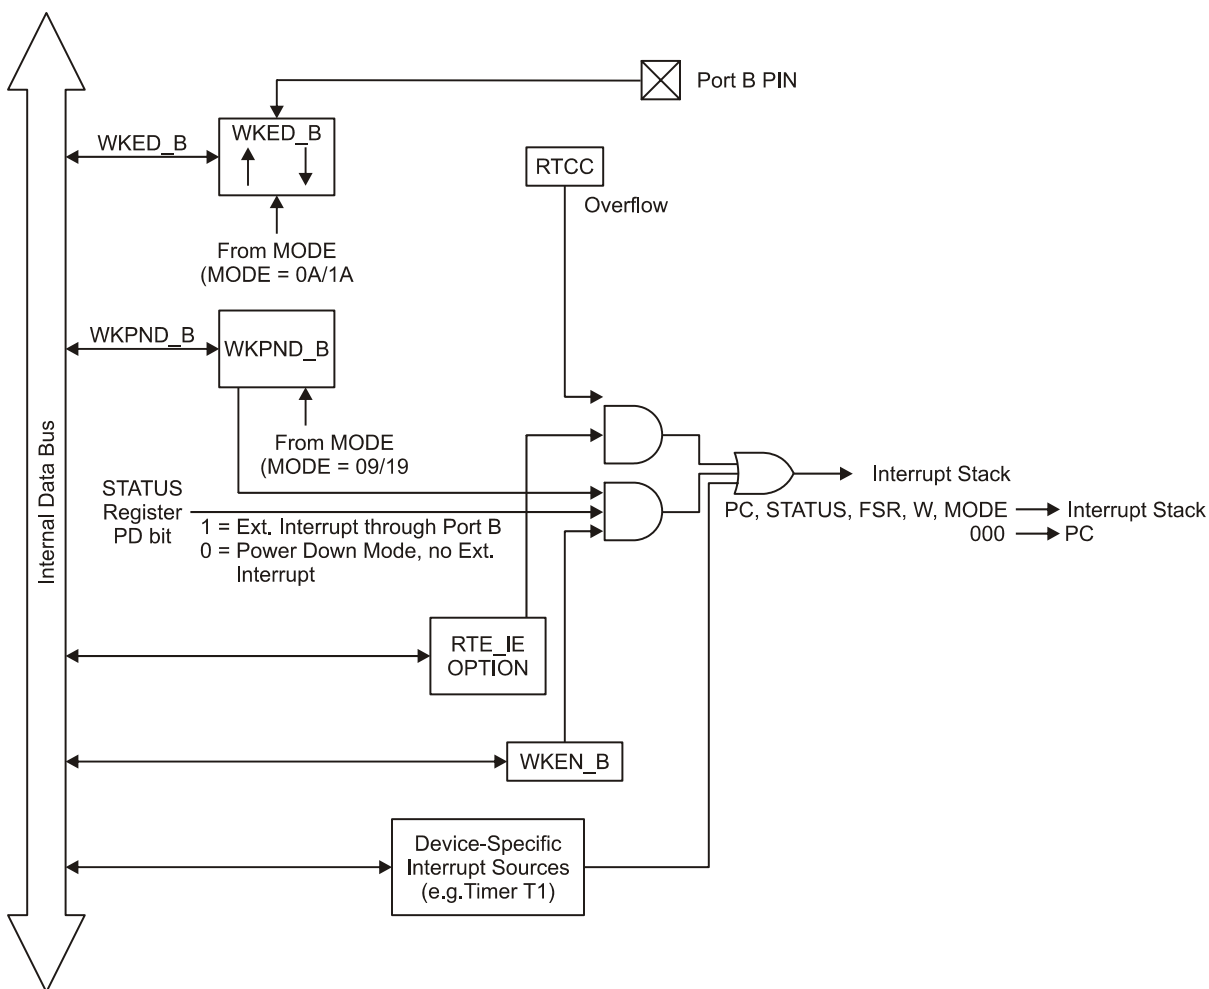 Port B PIN
WKED_B
WKED_B
RTCC
Overflow
From MODE
(MODE = 0A/1A
WKPND_B
WKPND_B
From MODE
(MODE = 09/19
Internal Data Bus
Interrupt Stack
STATUS
Register
PD bit
1 = Ext. Interrupt through Port B
0 = Power Down Mode, no Ext.
Interrupt
PC, STATUS, FSR, W, MODE
Interrupt Stack
000
PC
RTE_IE
OPTION
WKEN_B
Device-Specific
Interrupt Sources
(e.g.Timer T1)